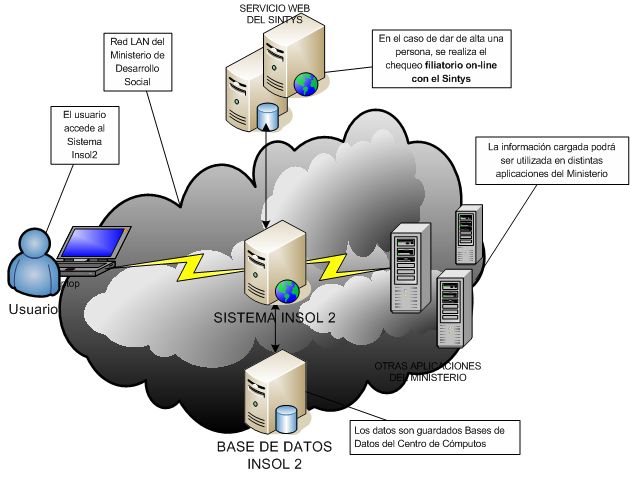 SERVICIO WEB
DEL SINTYS
En el caso de dar de alta una
persona, se realiza el
chequeo filiatorio on-line
con el Sintys
Red LAN del
Ministerio de
Desarrollo
Social
El usuario
accede al
Sistema
Insol2
La información cargada podrá
ser utilizada en distintas
aplicaciones del Ministerio
Usuario
SISTEMA INSOL 2
OTRAS APLICACIONES
DEL MINISTERIO
Los datos son guardados Bases de
Datos del Centro de Cómputos
BASE DE DATOS
INSOL 2